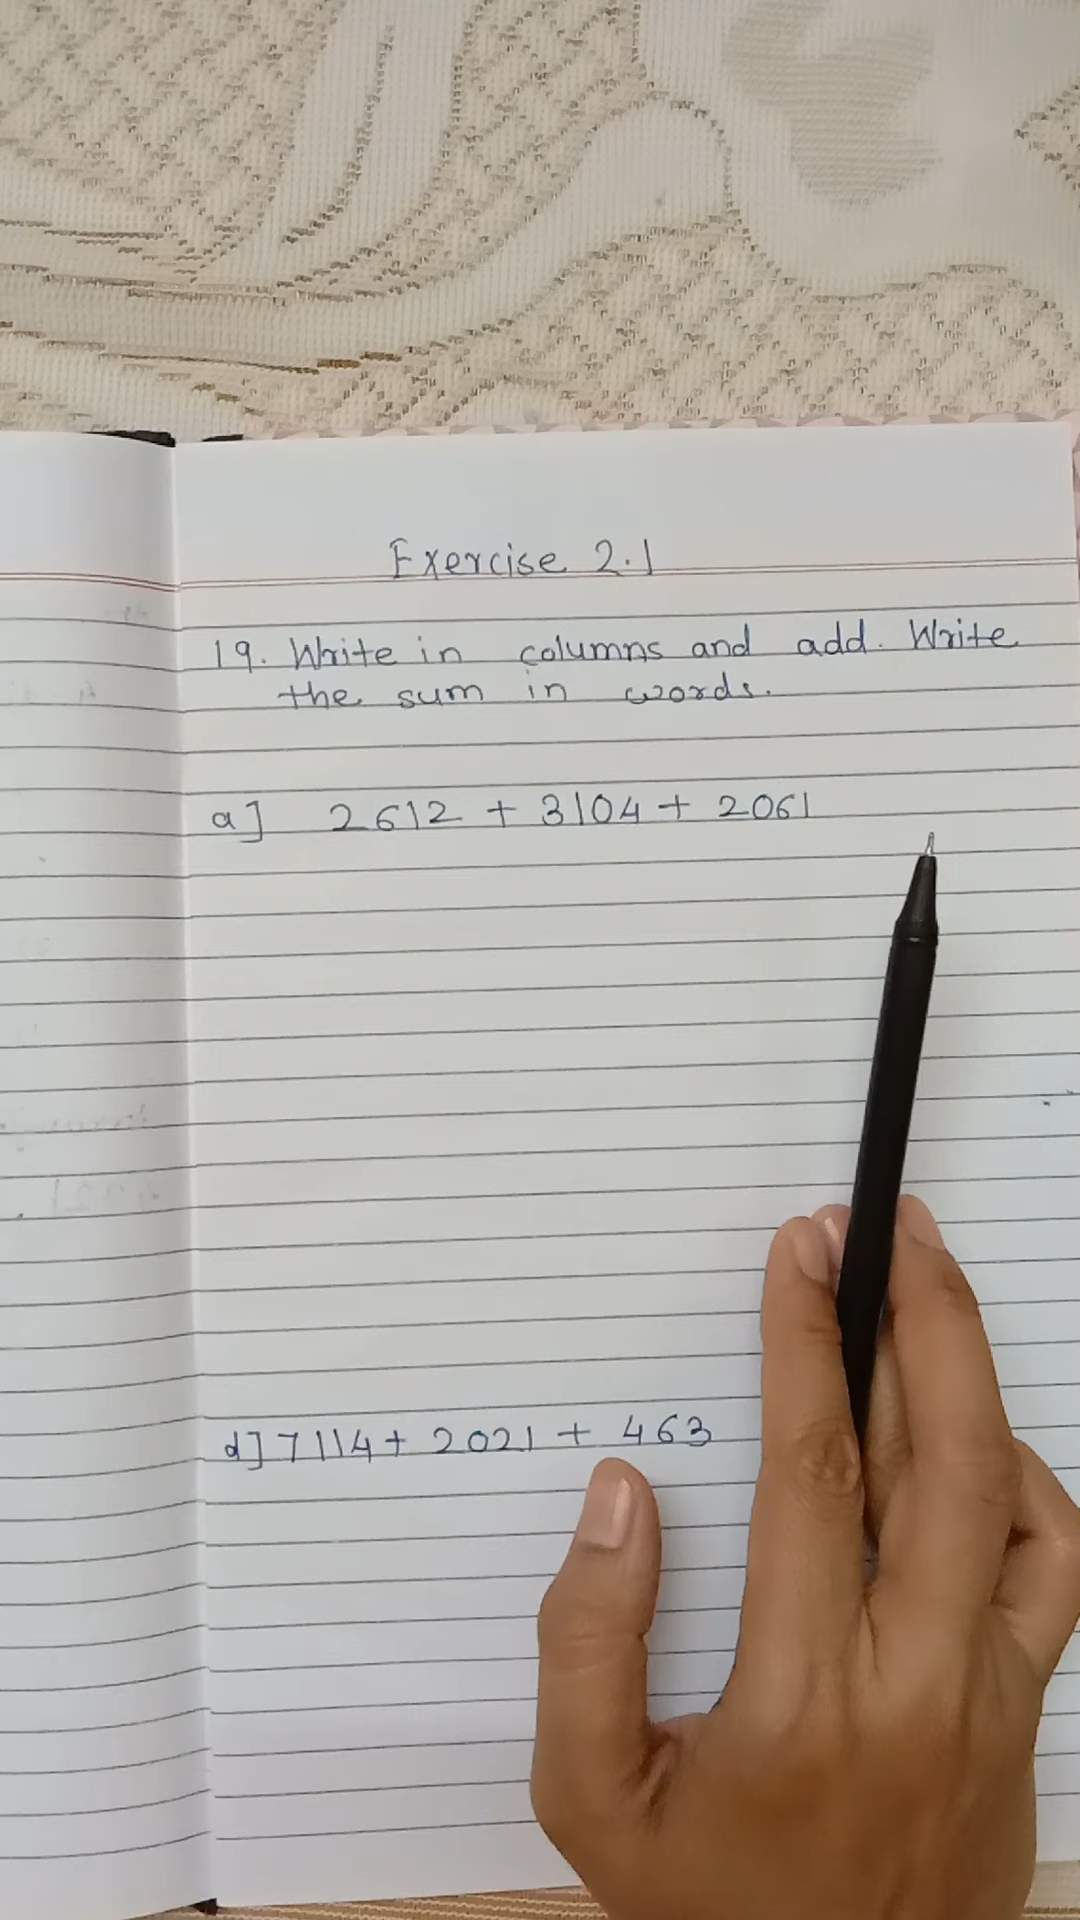 Exercise 2.1
19. Write in columns and add. Write
the sum in words.
a] 2612 + 3104 + 2061
d] 7114 + 2021 + 463